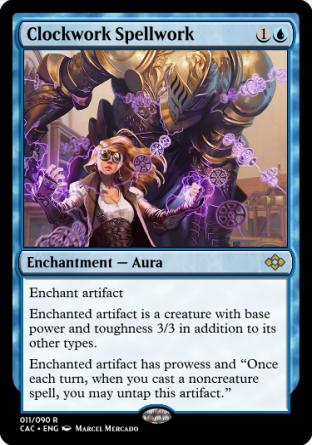 Clockwork Spellwork 1
Enchantment — Aura
Enchant artifact
Enchanted artifact is a creature with base
power and toughness 3/3 in addition to its
other types.
Enchanted artifact has prowess and “Once
each turn, when you cast a noncreature
spell, you may untap this artifact.”
011/090 R
CAC • ENG Marcel Mercado